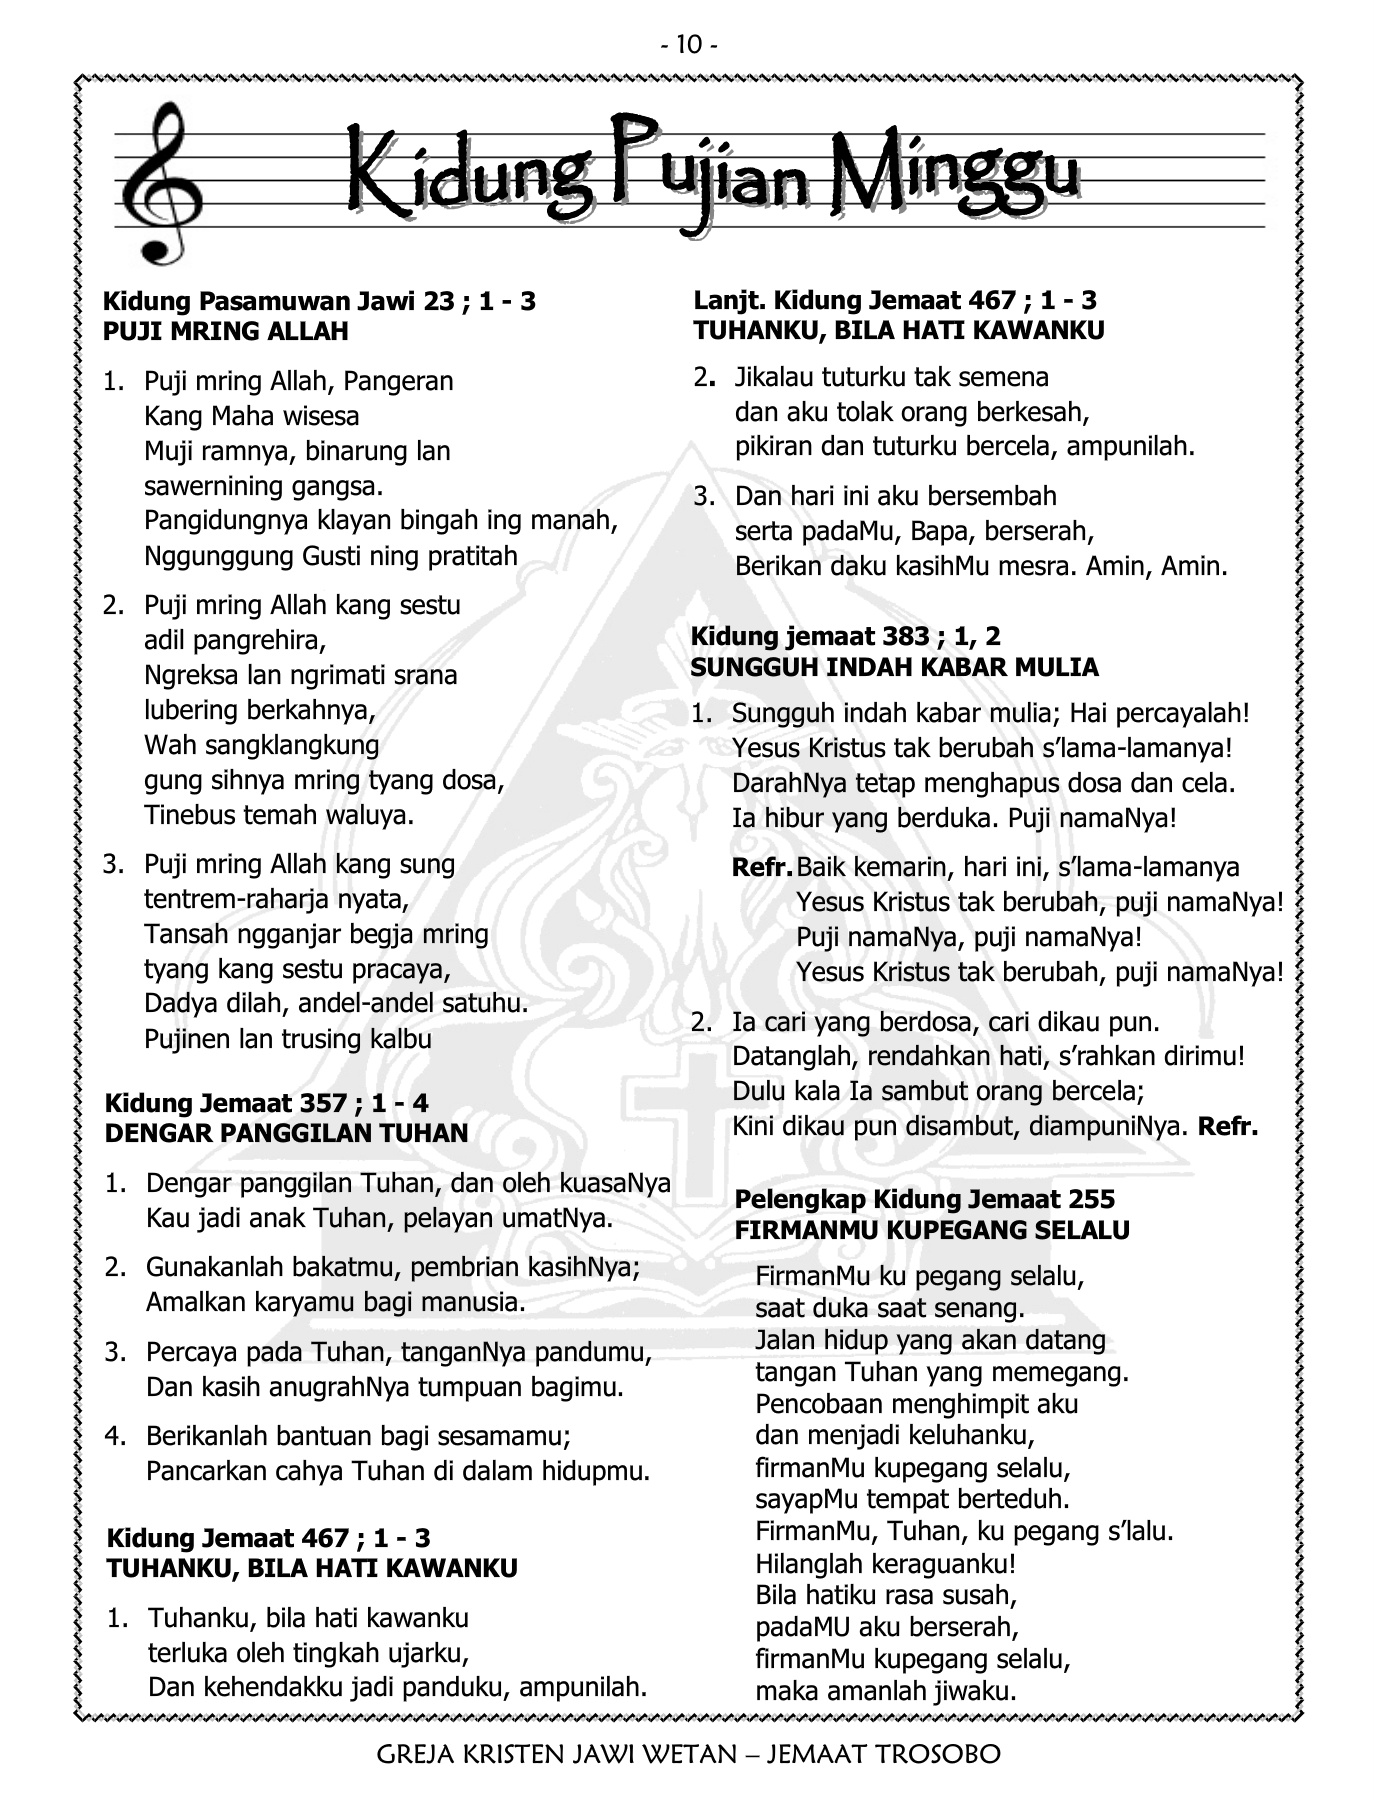 - 10 -
Kidung Pujian Minggu
Kidung Pasamuwan Jawi 23 ; 1 - 3
PUJI MRING ALLAH
1. Puji mring Allah, Pangeran
Kang Maha wisesa
Muji ramnya, binarung lan
sawernining gangsa.
Pangidungnya klayan bingah ing manah,
Nggunggung Gusti ning pratitah
2. Puji mring Allah kang sestu
adil pangrehira,
Ngreksa lan ngrimati srana
lubering berkahnya,
Wah sangklangkung
gung sihnya mring tyang dosa,
Tinebus temah waluya.
3. Puji mring Allah kang sung
tentrem-raharja nyata,
Tansah ngganjar begja mring
tyang kang sestu pracaya,
Dadya dilah, andel-andel satuhu.
Pujinen lan trusing kalbu
Kidung Jemaat 357 ; 1 - 4
DENGAR PANGGILAN TUHAN
1. Dengar panggilan Tuhan, dan oleh kuasaNya
Kau jadi anak Tuhan, pelayan umatNya.
2. Gunakanlah bakatmu, pembrian kasihNya;
Amalkan karyamu bagi manusia.
3. Percaya pada Tuhan, tanganNya pandumu,
Dan kasih anugrahNya tumpuan bagimu.
4. Berikanlah bantuan bagi sesamamu;
Pancarkan cahya Tuhan di dalam hidupmu.
Kidung Jemaat 467 ; 1 - 3
TUHANKU, BILA HATI KAWANKU
1. Tuhanku, bila hati kawanku
terluka oleh tingkah ujarku,
Dan kehendakku jadi panduku, ampunilah.
Lanjt. Kidung Jemaat 467 ; 1 - 3
TUHANKU, BILA HATI KAWANKU
2. Jikalau tuturku tak semena
dan aku tolak orang berkesah,
pikiran dan tuturku bercela, ampunilah.
3. Dan hari ini aku bersembah
serta padaMu, Bapa, berserah,
Berikan daku kasihMu mesra. Amin, Amin.
Kidung jemaat 383 ; 1, 2
SUNGGUH INDAH KABAR MULIA
1. Sungguh indah kabar mulia; Hai percayalah!
Yesus Kristus tak berubah s’lama-lamanya!
DarahNya tetap menghapus dosa dan cela.
Ia hibur yang berduka. Puji namaNya!
Refr. Baik kemarin, hari ini, s’lama-lamanya
Yesus Kristus tak berubah, puji namaNya!
Puji namaNya, puji namaNya!
Yesus Kristus tak berubah, puji namaNya!
2. Ia cari yang berdosa, cari dikau pun.
Datanglah, rendahkan hati, s’rahkan dirimu!
Dulu kala Ia sambut orang bercela;
Kini dikau pun disambut, diampuniNya. Refr.
Pelengkap Kidung Jemaat 255
FIRMANMU KUPEGANG SELALU
FirmanMu ku pegang selalu,
saat duka saat senang.
Jalan hidup yang akan datang
tangan Tuhan yang memegang.
Pencobaan menghimpit aku
dan menjadi keluhanku,
firmanMu kupegang selalu,
sayapMu tempat berteduh.
FirmanMu, Tuhan, ku pegang s’lalu.
Hilanglah keraguanku!
Bila hatiku rasa susah,
padaMU aku berserah,
firmanMu kupegang selalu,
maka amanlah jiwaku.
GREJA KRISTEN JAWI WETAN – JEMAAT TROSOBO